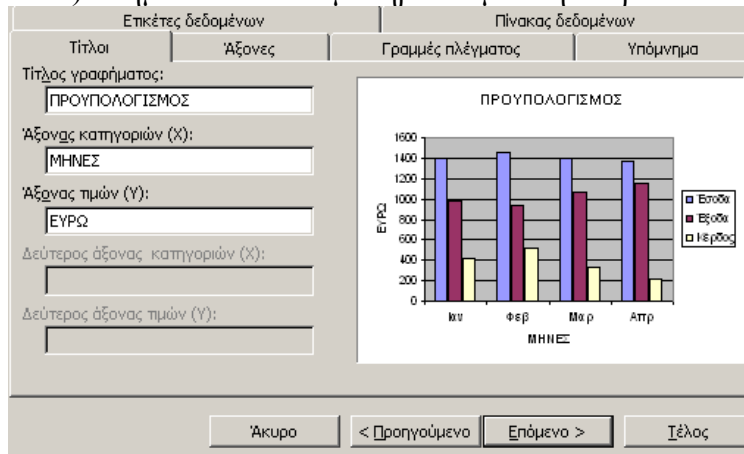 Ετικέτες δεδομένων
Πίνακας δεδομένων
Τίτλοι
Άξονες
Γραμμές πλέγματος
Υπόμνημα
Τίτλος γραφήματος:
ΠΡΟΥΠΟΛΟΓΙΣΜΟΣ
Άξονας κατηγοριών (X):
ΜΗΝΕΣ
Άξονας τιμών (Y):
ΕΥΡΩ
Δεύτερος άξονας κατηγοριών (X):
Δεύτερος άξονας τιμών (Y):
ΠΡΟΥΠΟΛΟΓΙΣΜΟΣ
1600
1400
1200
1000
800
600
400
200
0
ΕΥΡΩ
Ιαν Φεβ Μαρ Απρ
ΜΗΝΕΣ
Έσοδα
Έξοδα
Κέρδος
Άκυρο
< Προηγούμενο
Επόμενο >
Τέλος